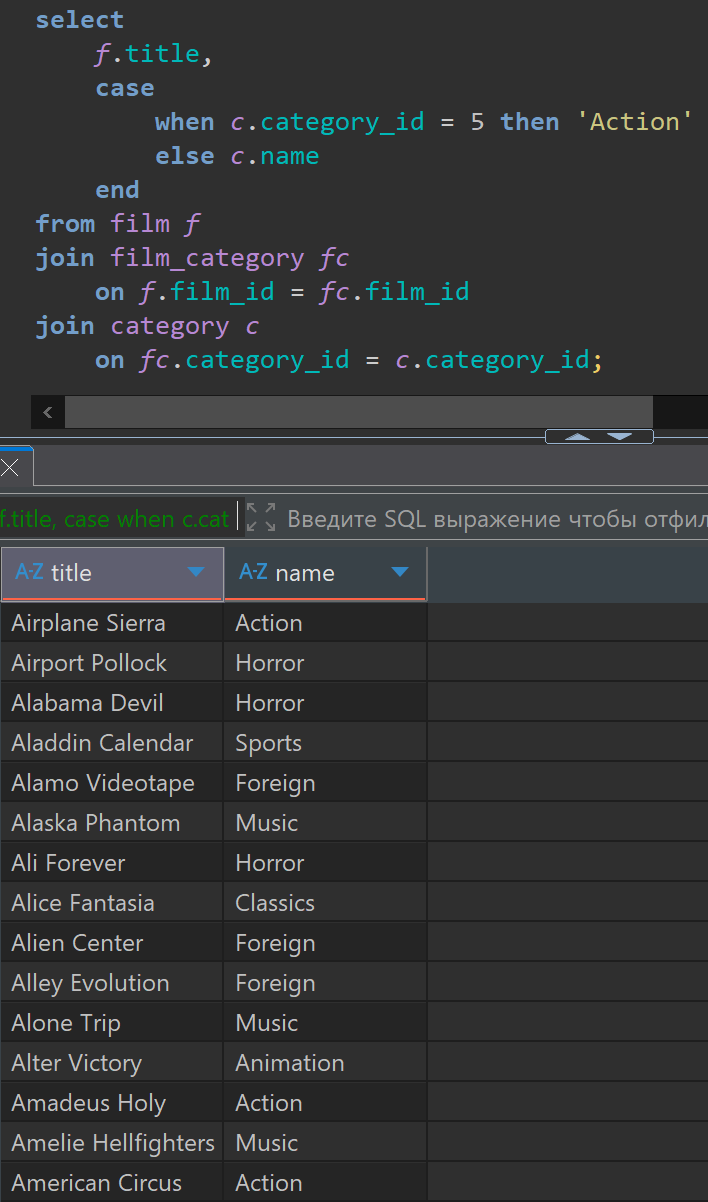 select
    f.title,
    case
        when c.category_id = 5 then 'Action'
        else c.name
    end
from film f
join film_category fc
    on f.film_id = fc.film_id
join category c
    on fc.category_id = c.category_id;
f.title, case when c.cat Введите SQL выражение чтобы отфил
A-Z title A-Z name
Airplane Sierra Action
Airport Pollock Horror
Alabama Devil Horror
Aladdin Calendar Sports
Alamo Videotape Foreign
Alaska Phantom Music
Ali Forever Horror
Alice Fantasia Classics
Alien Center Foreign
Alley Evolution Foreign
Alone Trip Music
Alter Victory Animation
Amadeus Holy Action
Amelie Hellfighters Music
American Circus Action